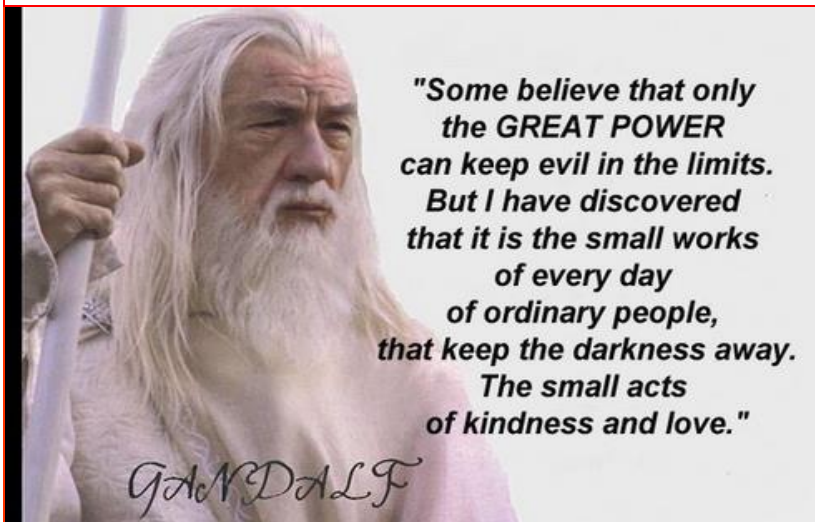 "Some believe that only
the GREAT POWER
can keep evil in the limits.
But I have discovered
that it is the small works
of every day
of ordinary people,
that keep the darkness away.
The small acts
of kindness and love."
GANDALF